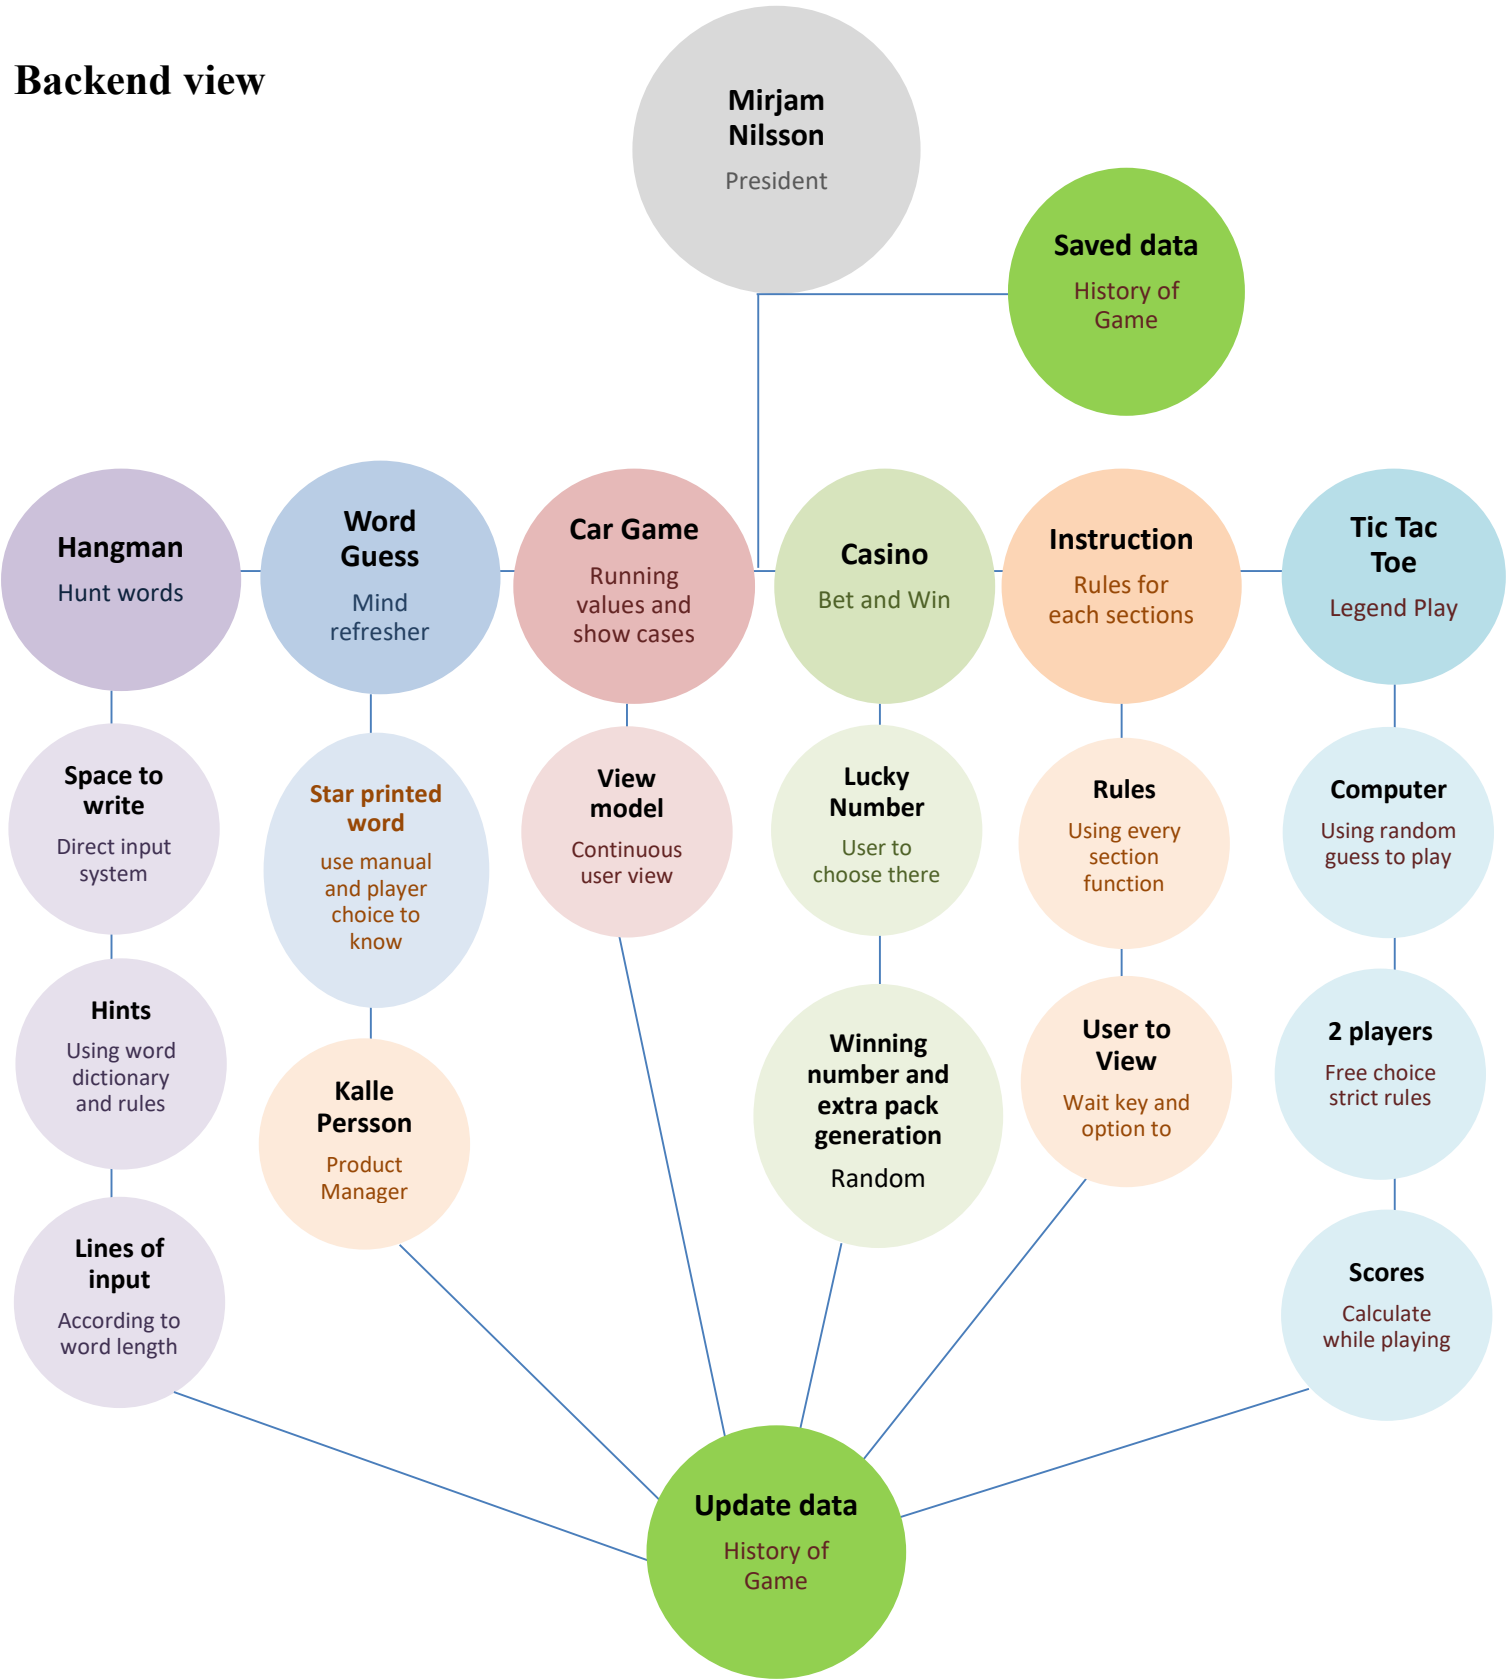 Backend view
Mirjam
Nilsson
President
Saved data
History of
Game
Hangman
Hunt words
Word
Guess
Mind
refresher
Car Game
Running
values and
show cases
Casino
Bet and Win
Instruction
Rules for
each sections
Tic Tac
Toe
Legend Play
Space to
write
Direct input
system
Star printed
word
use manual
and player
choice to
know
View
model
Continuous
user view
Lucky
Number
User to
choose there
Rules
Using every
section
function
Computer
Using random
guess to play
Hints
Using word
dictionary
and rules
Kalle
Persson
Product
Manager
Winning
number and
extra pack
generation
Random
User to
View
Wait key and
option to
2 players
Free choice
strict rules
Lines of
input
According to
word length
Scores
Calculate
while playing
Update data
History of
Game